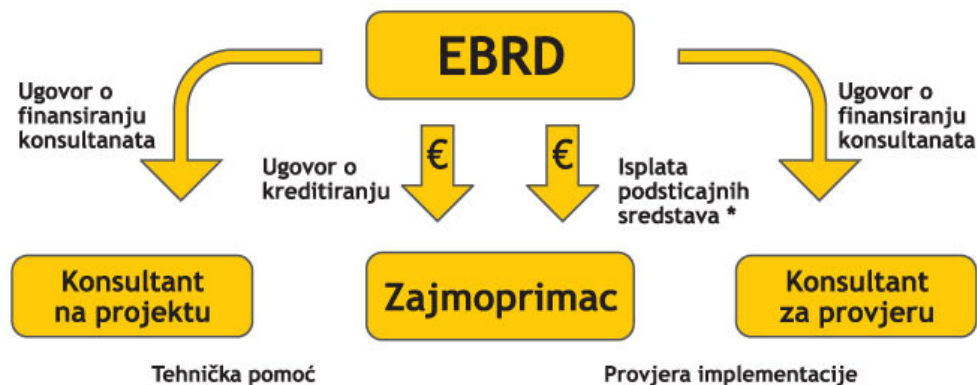 EBRD
Ugovor o
finansiranju
konsultanata
Ugovor o
kreditiranju
€
€
Isplata
podsticajnih
sredstava *
Ugovor o
finansiranju
konsultanata
Konsultant
na projektu
Zajmoprimac
Konsultant
za provjeru
Tehnička pomoć
Provjera implementacije